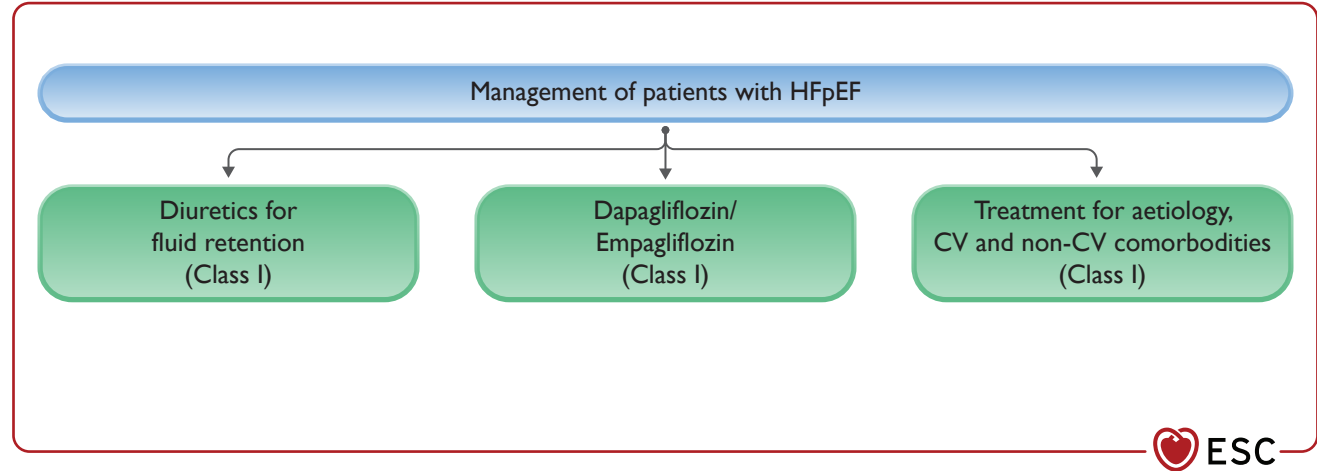 Management of patients with HFpEF
Diuretics for
fluid retention
(Class I)
Dapagliflozin/
Empagliflozin
(Class I)
Treatment for aetiology,
CV and non-CV comorbodities
(Class I)
ESC